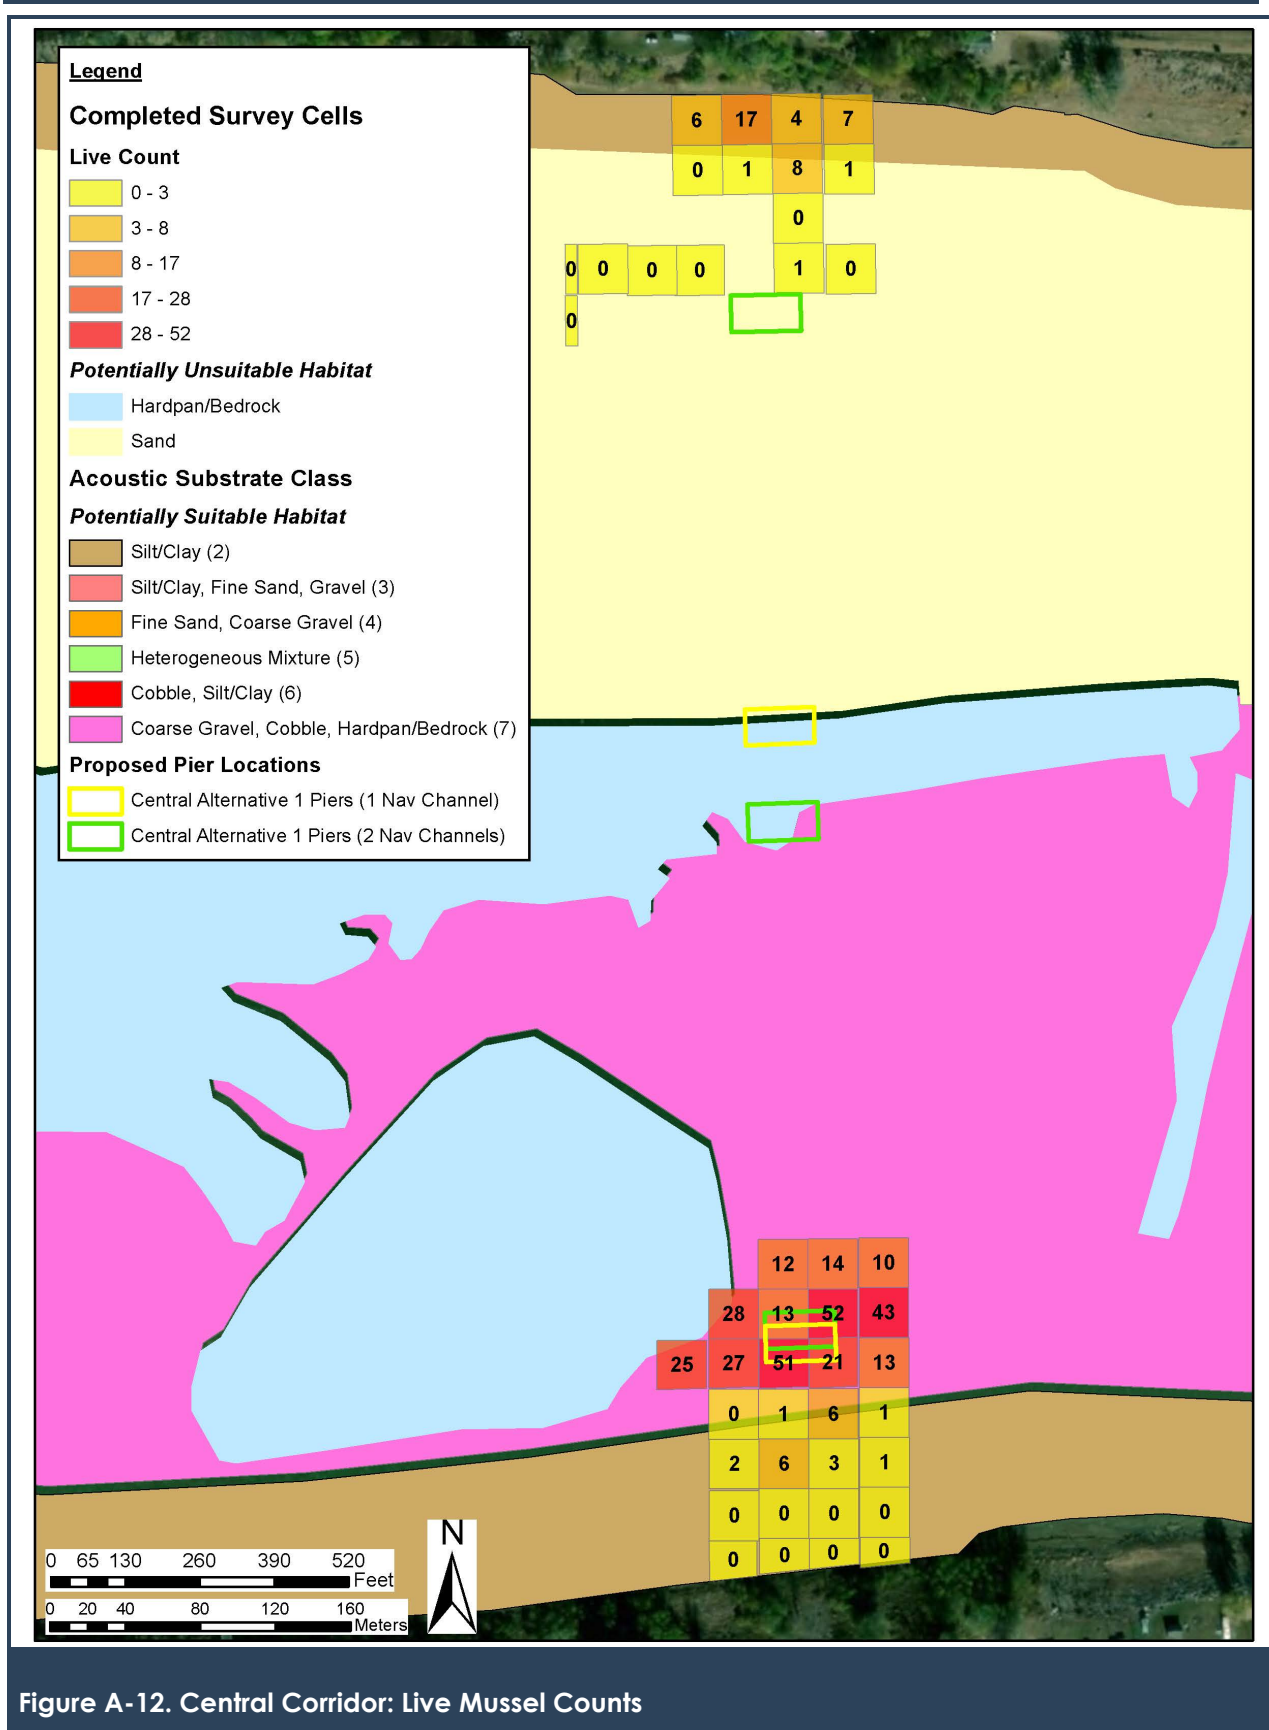 Legend
Completed Survey Cells
Live Count
0 - 3
3 - 8
8 - 17
17 - 28
28 - 52
Potentially Unsuitable Habitat
Hardpan/Bedrock
Sand
Acoustic Substrate Class
Potentially Suitable Habitat
Silt/Clay (2)
Silt/Clay, Fine Sand, Gravel (3)
Fine Sand, Coarse Gravel (4)
Heterogeneous Mixture (5)
Cobble, Silt/Clay (6)
Coarse Gravel, Cobble, Hardpan/Bedrock (7)
Proposed Pier Locations
Central Alternative 1 Piers (1 Nav Channel)
Central Alternative 1 Piers (2 Nav Channels)
6 17 4 7
0 1 8 1
0
0 0 0 0 1 0
0
12 14 10
28 13 52 43
25 27 51 21 13
0 1 6 1
2 6 3 1
0 0 0 0
0 0 0 0
N
0 65 130 260 390 520
Feet
0 20 40 80 120 160
Meters
Figure A-12. Central Corridor: Live Mussel Counts